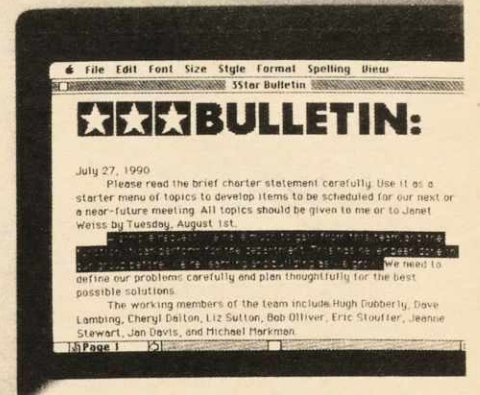 File Edit Font Size Style Format Spelling View
3Star Bulletin
BULLETIN:
July 27, 1990
Please read the brief charter statement carefully. Use it as a
starter menu of topics to develop items to be scheduled for our next or
a near-future meeting. All topics should be given to me or to Janet
Weiss by Tuesday, August 1st.
We need to
define our problems carefully and plan thoughtfully for the best
possible solutions.
The working members of the team include Hugh Dubberly, Dave
Lambing, Cheryl Dalton, Liz Sutton, Bob Olliver, Eric Stouffer, Jeanne
Stewart, Jan Davis, and Michael Markman.
Page 1